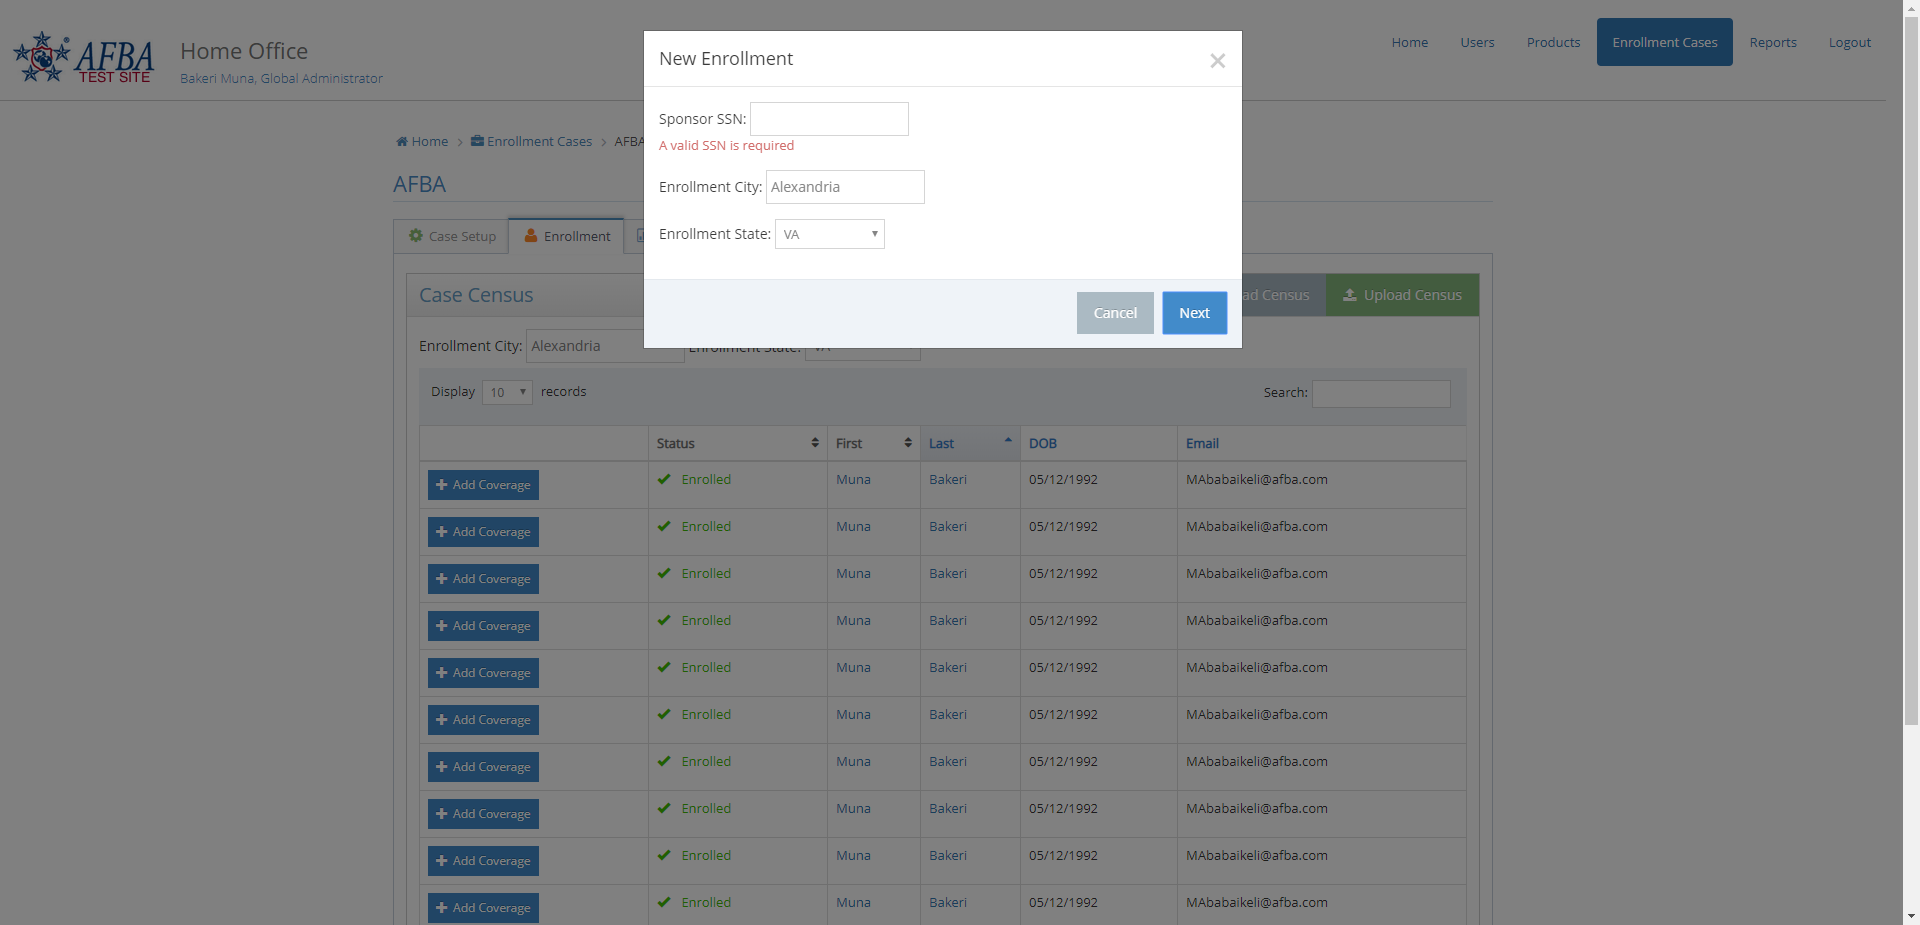 AFBA
TEST SITE
Home Office
Bakeri Muna, Global Administrator
Home
Users
Products
Enrollment Cases
Reports
Logout
New Enrollment
Sponsor SSN:
A valid SSN is required
Enrollment City: Alexandria
Enrollment State: VA
Cancel
Next
Home > Enrollment Cases > AFBA
AFBA
Case Setup
Enrollment
Case Census
ad Census
Upload Census
Enrollment City: Alexandria Enrollment State: VA
Display 10 records
Search:
Status First Last DOB Email
Add Coverage Enrolled Muna Bakeri 05/12/1992 MAbabaikeli@afba.com
Add Coverage Enrolled Muna Bakeri 05/12/1992 MAbabaikeli@afba.com
Add Coverage Enrolled Muna Bakeri 05/12/1992 MAbabaikeli@afba.com
Add Coverage Enrolled Muna Bakeri 05/12/1992 MAbabaikeli@afba.com
Add Coverage Enrolled Muna Bakeri 05/12/1992 MAbabaikeli@afba.com
Add Coverage Enrolled Muna Bakeri 05/12/1992 MAbabaikeli@afba.com
Add Coverage Enrolled Muna Bakeri 05/12/1992 MAbabaikeli@afba.com
Add Coverage Enrolled Muna Bakeri 05/12/1992 MAbabaikeli@afba.com
Add Coverage Enrolled Muna Bakeri 05/12/1992 MAbabaikeli@afba.com
Add Coverage Enrolled Muna Bakeri 05/12/1992 MAbabaikeli@afba.com